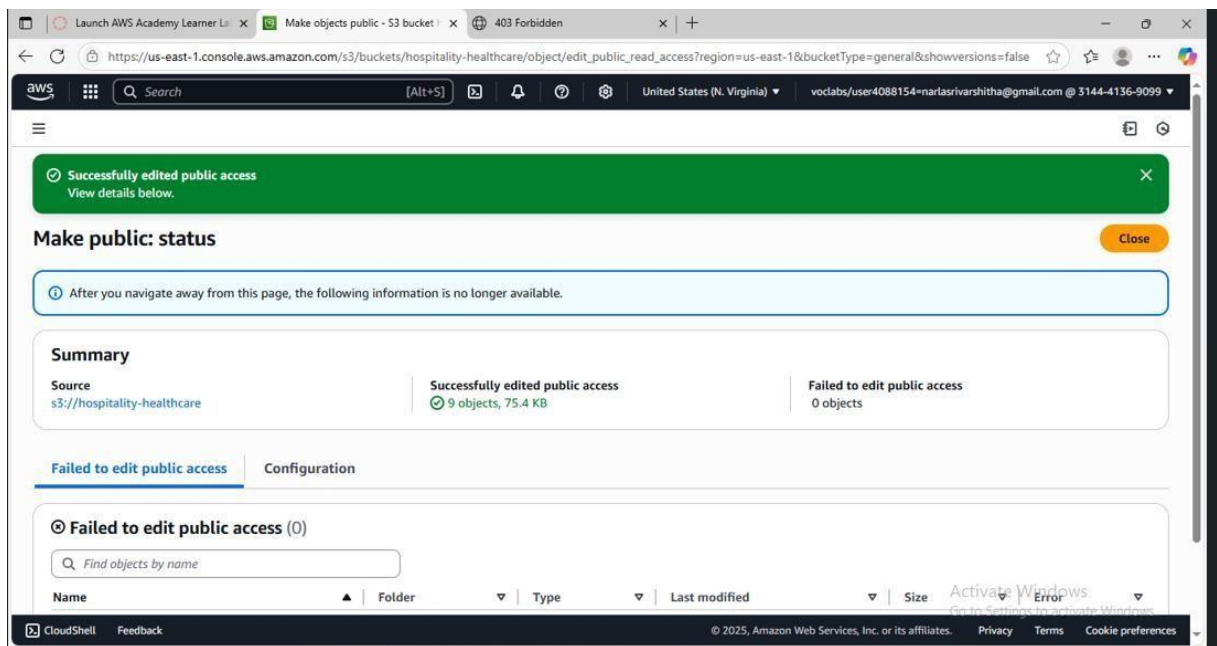 Launch AWS Academy Learner La
Make objects public - S3 bucket
403 Forbidden
https://us-east-1.console.aws.amazon.com/s3/buckets/hospitality-healthcare/object/edit_public_read_access?region=us-east-1&bucketType=general&showversions=false
aws
Search
[Alt+S]
United States (N. Virginia)
voclabs/user4088154=narlasrivarshitha@gmail.com @ 3144-4136-9099
Successfully edited public access
View details below.
Make public: status
Close
After you navigate away from this page, the following information is no longer available.
Summary
Source
s3://hospitality-healthcare
Successfully edited public access
9 objects, 75.4 KB
Failed to edit public access
0 objects
Failed to edit public access
Configuration
Failed to edit public access (0)
Find objects by name
Name
Folder
Type
Last modified
Size
Error
Activate Windows
Go to Settings to activate Windows.
CloudShell
Feedback
© 2025, Amazon Web Services, Inc. or its affiliates.
Privacy
Terms
Cookie preferences